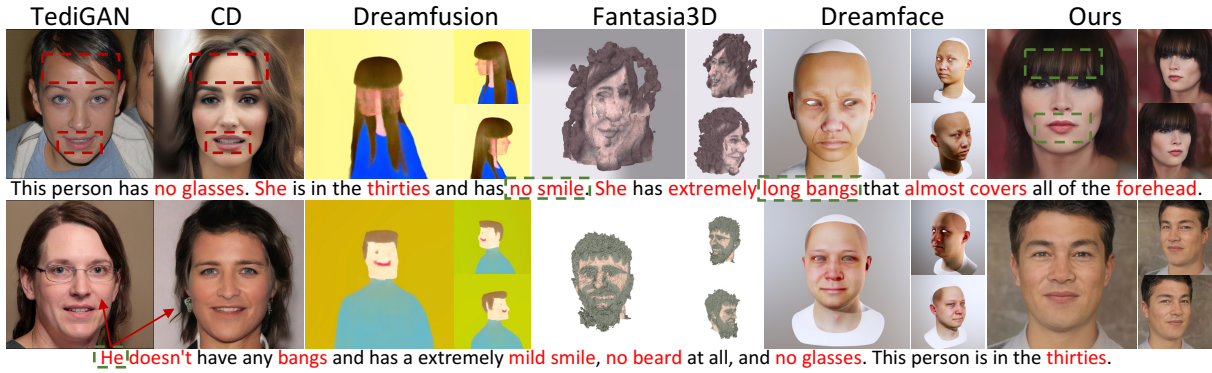 TediGAN CD Dreamfusion Fantasia3D Dreamface Ours
This person has no glasses. She is in the thirties and has no smile. She has extremely long bangs that almost covers all of the forehead.
He doesn't have any bangs and has a extremely mild smile, no beard at all, and no glasses. This person is in the thirties.